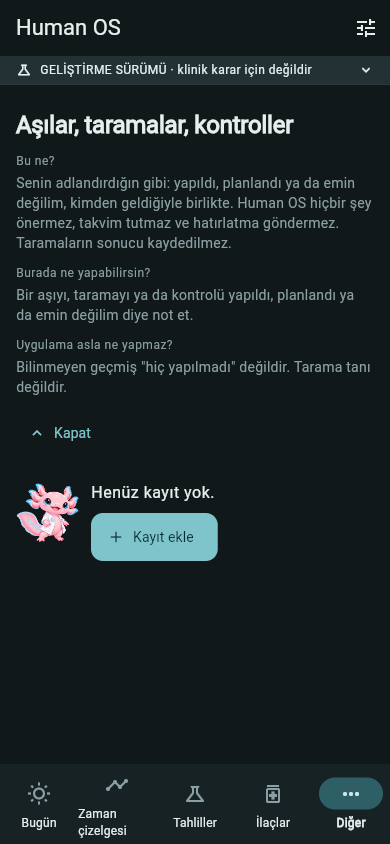 Human OS
GELİŞTİRME SÜRÜMÜ · klinik karar için değildir
Aşılar, taramalar, kontroller
Bu ne?
Senin adlandırdığın gibi: yapıldı, planlandı ya da emin
değilim, kimden geldiğiyle birlikte. Human OS hiçbir şey
önermez, takvim tutmaz ve hatırlatma göndermez.
Taramaların sonucu kaydedilmez.
Burada ne yapabilirsin?
Bir aşıyı, taramayı ya da kontrolü yapıldı, planlandı ya
da emin değilim diye not et.
Uygulama asla ne yapmaz?
Bilinmeyen geçmiş "hiç yapılmadı" değildir. Tarama tanı
değildir.
Kapat
Henüz kayıt yok.
Kayıt ekle
Bugün
Zaman
çizelgesi
Tahliller
İlaçlar
Diğer